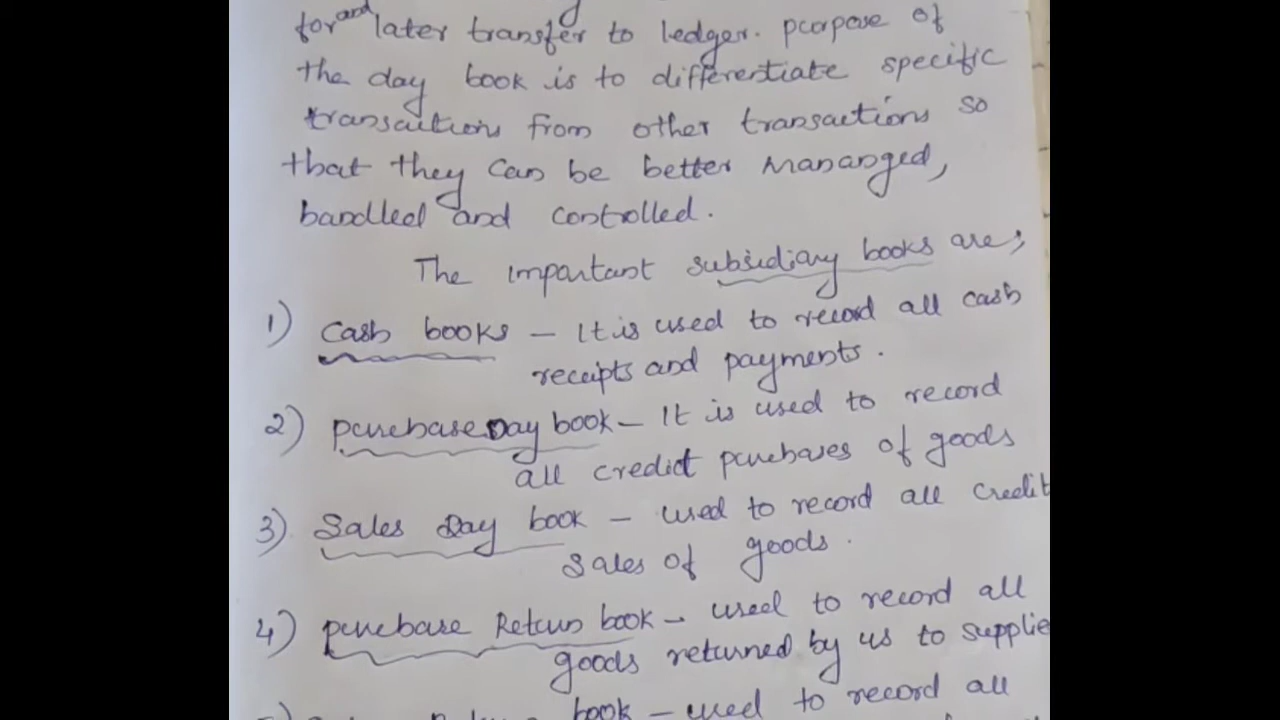 for and later transfer to ledger. purpose of
the day book is to differentiate specific
transaction from other transactions so
that they can be better mananged,
handled and controlled.
The important subsidiary books are,
1) Cash books – It is used to record all cash
receipts and payments.
2) purchase Day book – It is used to record
all credict purchases of goods
3) Sales Day book – used to record all credit
sales of goods.
4) purchase Return book – used to record all
goods returned by us to supplie
book – used to record all